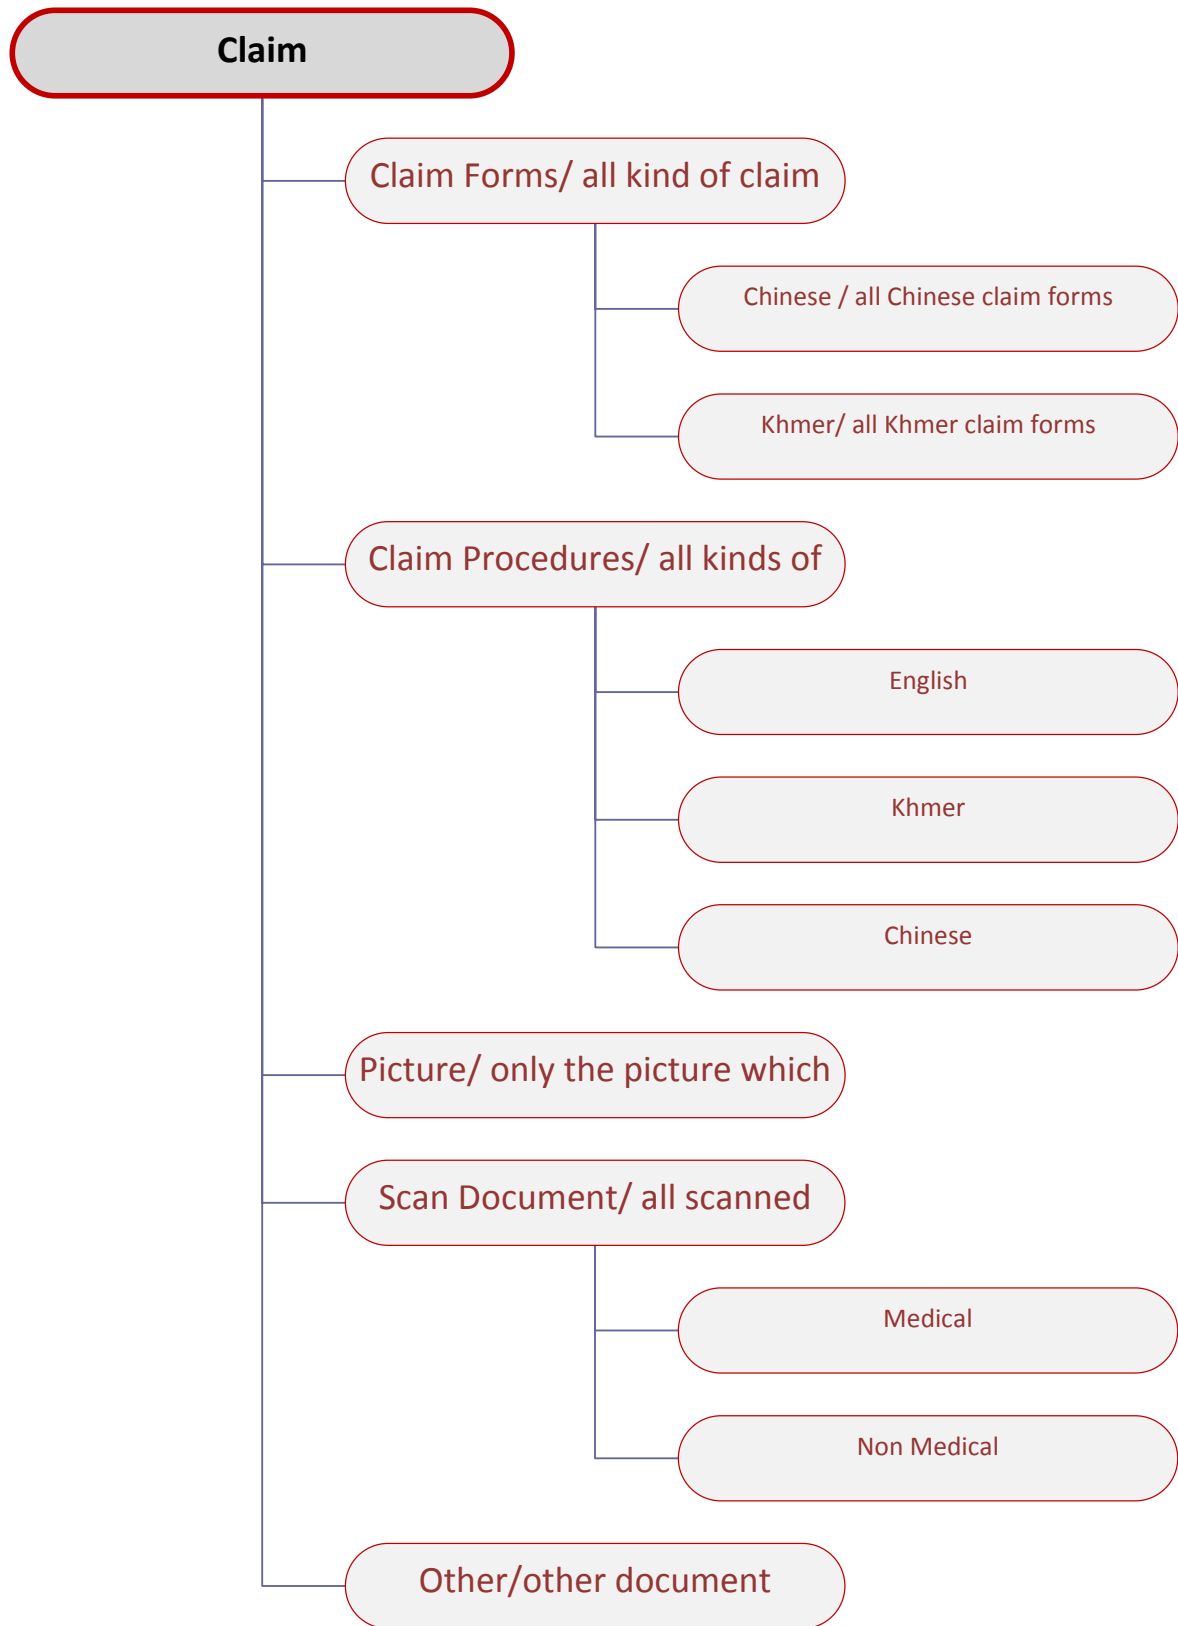 Claim
Claim Forms/ all kind of claim
Chinese / all Chinese claim forms
Khmer/ all Khmer claim forms
Claim Procedures/ all kinds of
English
Khmer
Chinese
Picture/ only the picture which
Scan Document/ all scanned
Medical
Non Medical
Other/other document